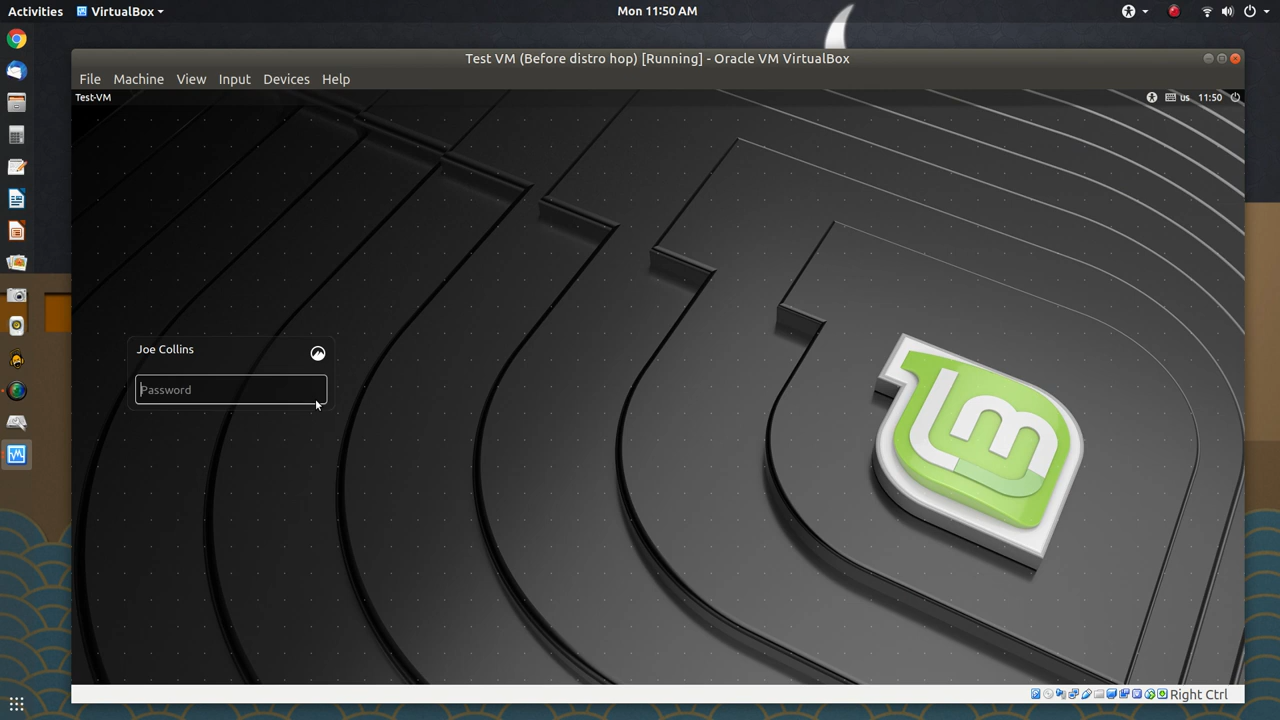 Activities VirtualBox Mon 11:50 AM
Test VM (Before distro hop) [Running] - Oracle VM VirtualBox
File Machine View Input Devices Help
Test-VM us 11:50
Joe Collins
Password
lm
Right Ctrl